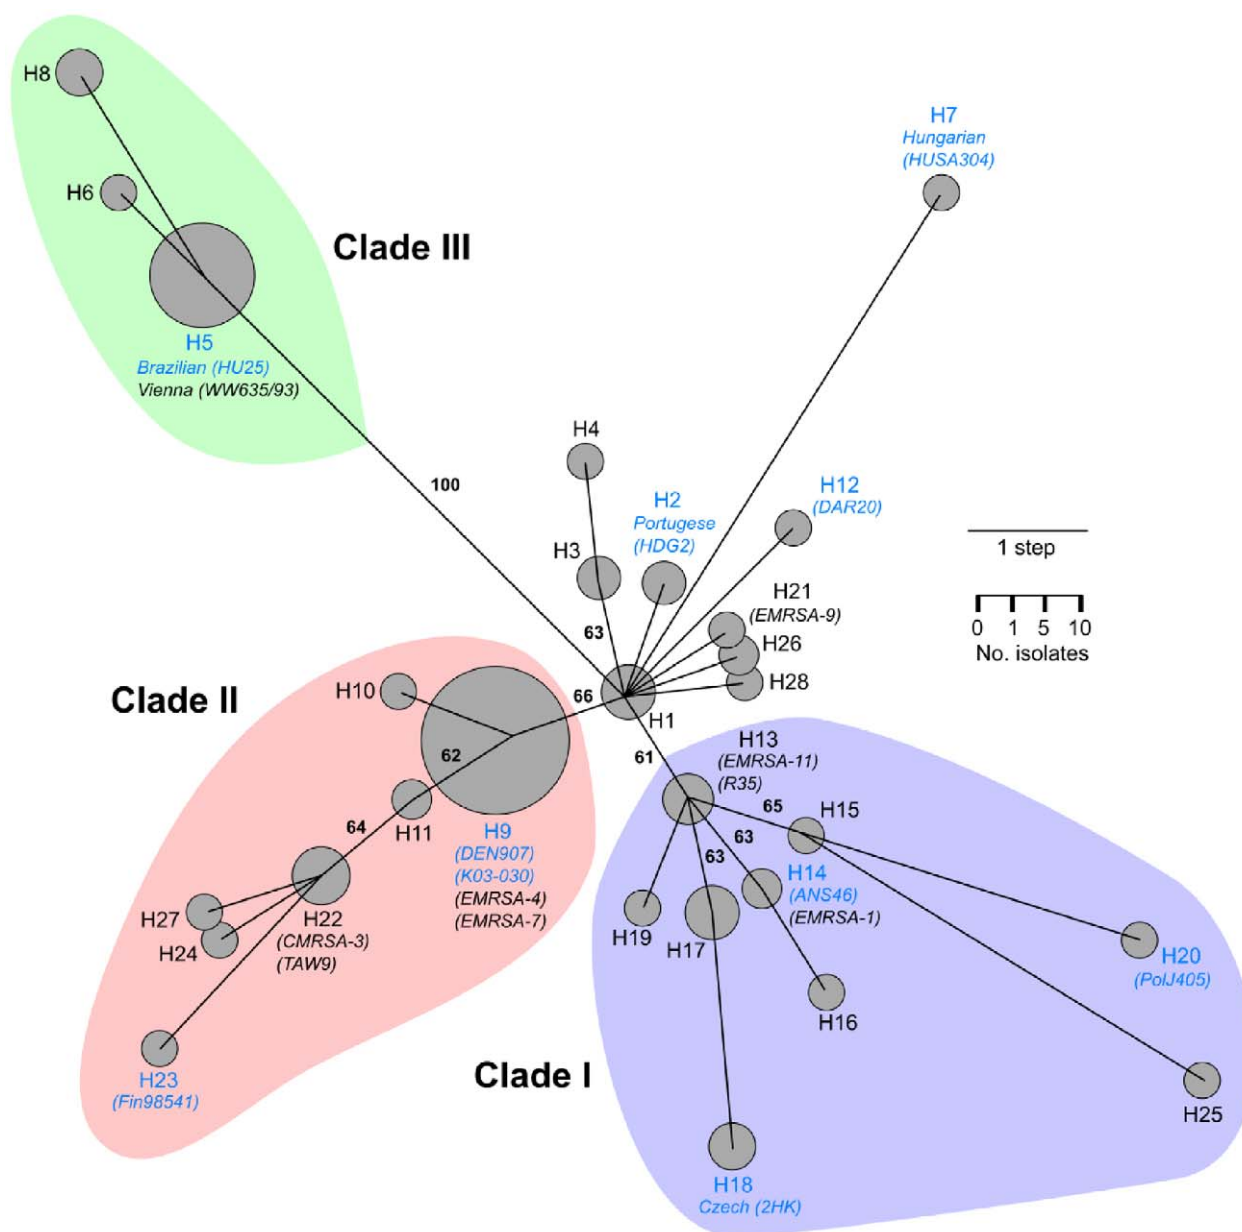 H8
H7
Hungarian
(HUSA304)
H6
Clade III
H5
Brazilian (HU25)
Vienna (WW635/93)
H4
100
H2
Portugese
(HDG2)
H12
(DAR20)
H3
1 step
H21
(EMRSA-9)
0 1 5 10
No. isolates
63
H26
H28
Clade II
H10
66
H1
61
H13
(EMRSA-11)
(R35)
62
65
H15
H11
64
H9
(DEN907)
(K03-030)
(EMRSA-4)
(EMRSA-7)
63
63
H14
(ANS46)
(EMRSA-1)
H27
H24
H22
(CMRSA-3)
(TAW9)
H19
H17
H20
(PolJ405)
H16
Clade I
H23
(Fin98541)
H25
H18
Czech (2HK)